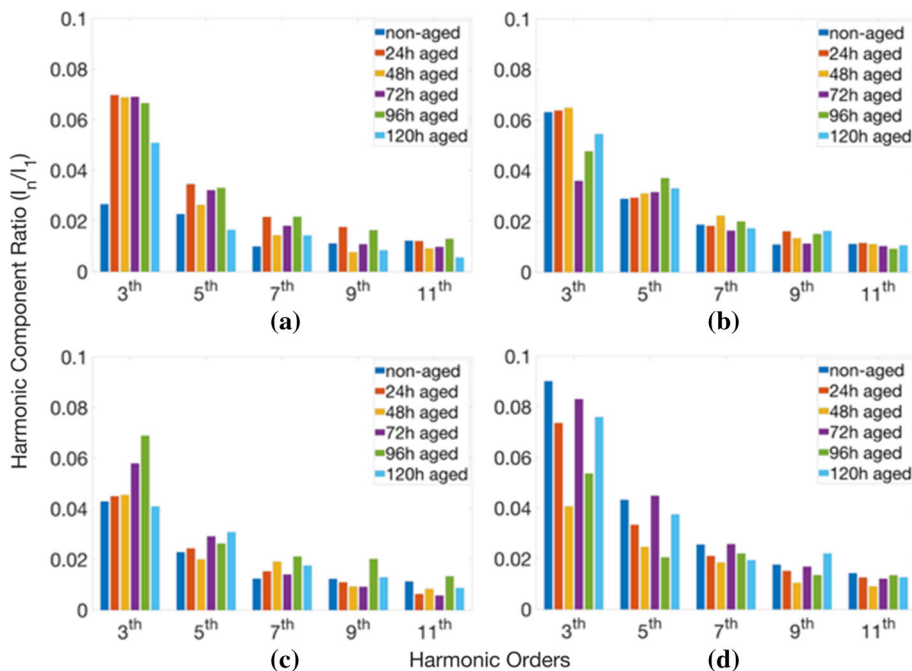 Harmonic Component Ratio (I_n/I_1)
0.1
0.08
0.06
0.04
0.02
0
non-aged
24h aged
48h aged
72h aged
96h aged
120h aged
3th 5th 7th 9th 11th
(a)
0.1
0.08
0.06
0.04
0.02
0
non-aged
24h aged
48h aged
72h aged
96h aged
120h aged
3th 5th 7th 9th 11th
(b)
0.1
0.08
0.06
0.04
0.02
0
non-aged
24h aged
48h aged
72h aged
96h aged
120h aged
3th 5th 7th 9th 11th
(c)
0.1
0.08
0.06
0.04
0.02
0
non-aged
24h aged
48h aged
72h aged
96h aged
120h aged
3th 5th 7th 9th 11th
(d)
Harmonic Orders